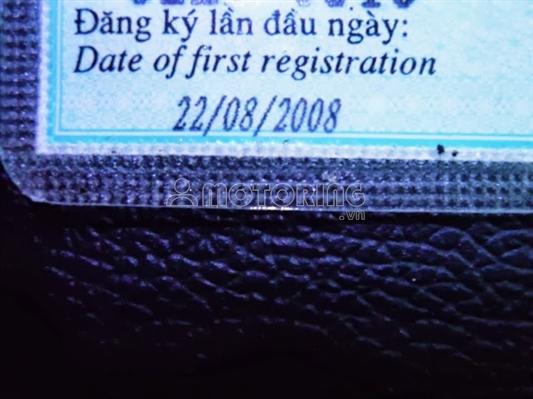 Đăng ký lần đầu ngày:
Date of first registration
22/08/2008
MOTORING
.vn